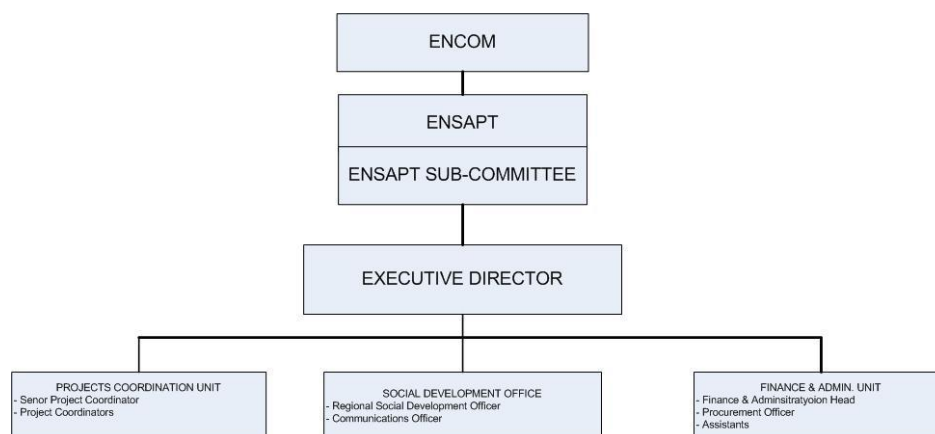 ENCOM
ENSAPT
ENSAPT SUB-COMMITTEE
EXECUTIVE DIRECTOR
PROJECTS COORDINATION UNIT
- Senor Project Coordinator
- Project Coordinators
SOCIAL DEVELOPMENT OFFICE
- Regional Social Development Officer
- Communications Officer
FINANCE & ADMIN. UNIT
- Finance & Adminsitratyoion Head
- Procurement Officer
- Assistants